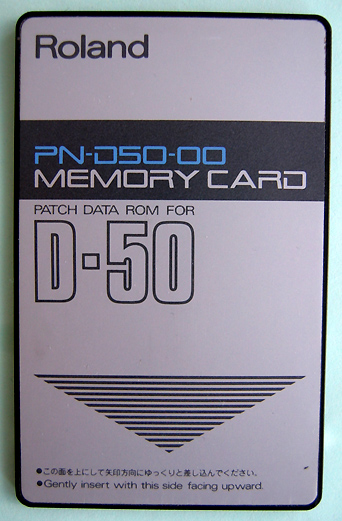 Roland
PN-D50-00
MEMORY CARD
PATCH DATA ROM FOR
D-50
●この面を上にして矢印方向にゆっくりと差し込んでください。
●Gently insert with this side facing upward.